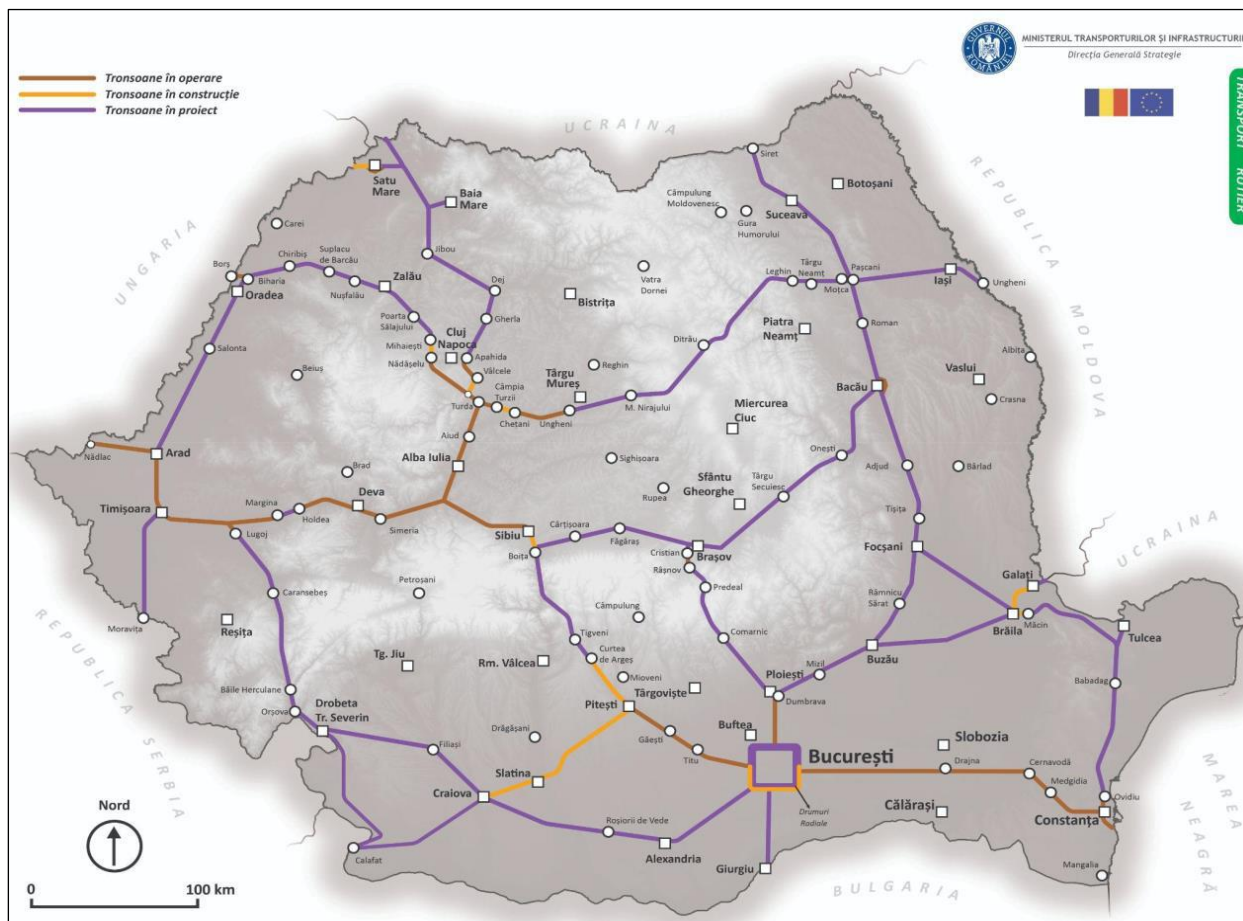 GUVERNUL ROMÂNIEI
MINISTERUL TRANSPORTURILOR ȘI INFRASTRUCTURII
Direcția Generală Strategie
TRANSPORT RUTIER
Tronsoane în operare
Tronsoane în construcție
Tronsoane în proiect
UCRAINA
REPUBLICA MOLDOVA
UNGARIA
Siret
Botoșani
Satu
Mare
Baia
Mare
Câmpulung
Moldovenesc
Gura
Humorului
Suceava
Carei
Jibou
Borș
Biharia
Oradea
Chiribiș
Suplacu
de Barcău
Nușfalău
Zalău
Dej
Vatra
Dornei
Bistrița
Leghin
Târgu
Neamț
Moțca
Pașcani
Iași
Ungheni
Poarta
Sălajului
Gherla
Piatra
Neamț
Roman
Salonta
Mihaiești
Nădășelu
Cluj
Napoca
Apahida
Vâlcele
Ditrău
Albița
Beiuș
Reghin
Târgu
Mureș
Bacău
Vaslui
Crasna
Câmpia
Turzii
Turda
Chețani
Ungheni
M. Nirajului
Miercurea
Ciuc
Aiud
Nădlac
Arad
Brad
Alba Iulia
Sighișoara
Onești
Adjud
Bârlad
Deva
Rupea
Sfântu
Gheorghe
Târgu
Secuiesc
Timișoara
Margina
Holdea
Simeria
Lugoj
Sibiu
Cârțișoara
Făgăraș
Tișița
Boița
Cristian
Brașov
Râșnov
Focșani
UCRAINA
Galați
Caransebeș
Petroșani
Predeal
Râmnicu
Sărat
Moravița
Reșița
Câmpulung
Brăila
Măcin
Tulcea
Tigveni
Comarnic
Buzău
Tg. Jiu
Rm. Vâlcea
Curtea
de Argeș
Mioveni
Mizil
Ploiești
Dumbrava
Babadag
Băile Herculane
Orșova
Drobeta
Tr. Severin
Târgoviște
Pitești
REPUBLICA SERBIA
Drăgășani
Găești
Titu
Buftea
Filiași
București
Slobozia
Drajna
Cernavodă
Medgidia
Slatina
Craiova
Drumuri
Radiale
Călărași
Ovidiu
Constanța
MAREA
NEAGRĂ
Nord
Roșiorii de Vede
Alexandria
Calafat
Giurgiu
Mangalia
BULGARIA
0
100 km